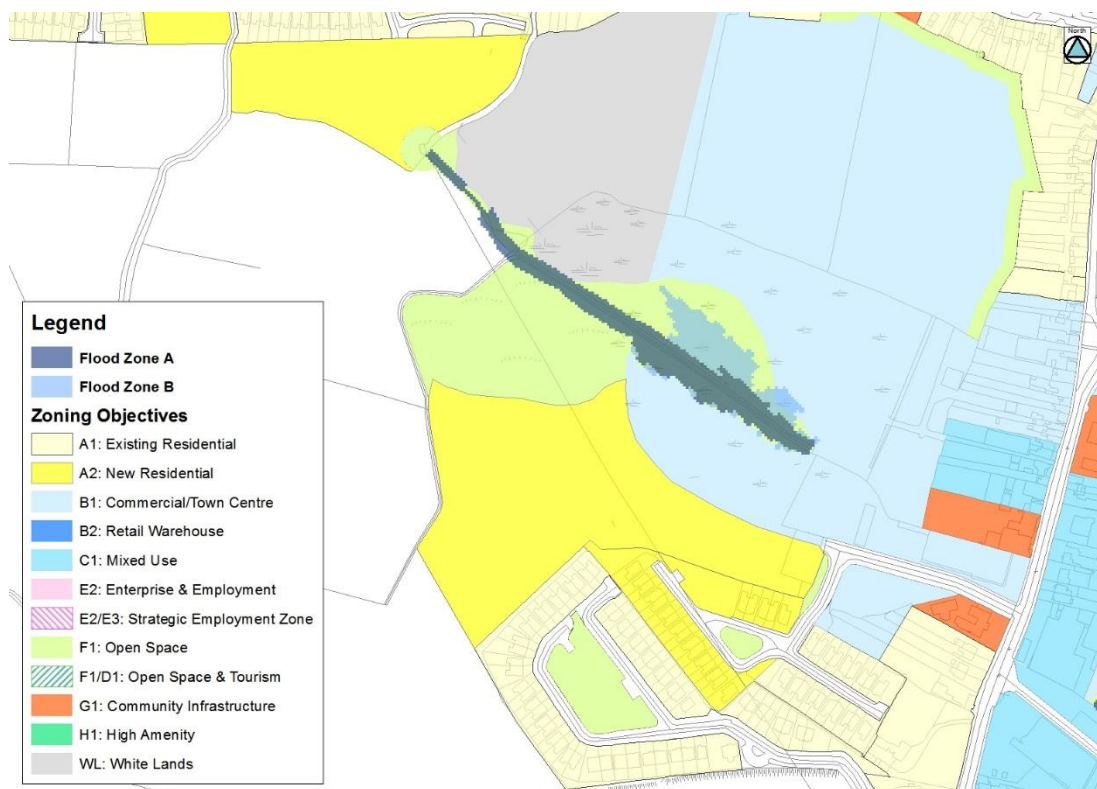 North
Legend
Flood Zone A
Flood Zone B
Zoning Objectives
A1: Existing Residential
A2: New Residential
B1: Commercial/Town Centre
B2: Retail Warehouse
C1: Mixed Use
E2: Enterprise & Employment
E2/E3: Strategic Employment Zone
F1: Open Space
F1/D1: Open Space & Tourism
G1: Community Infrastructure
H1: High Amenity
WL: White Lands